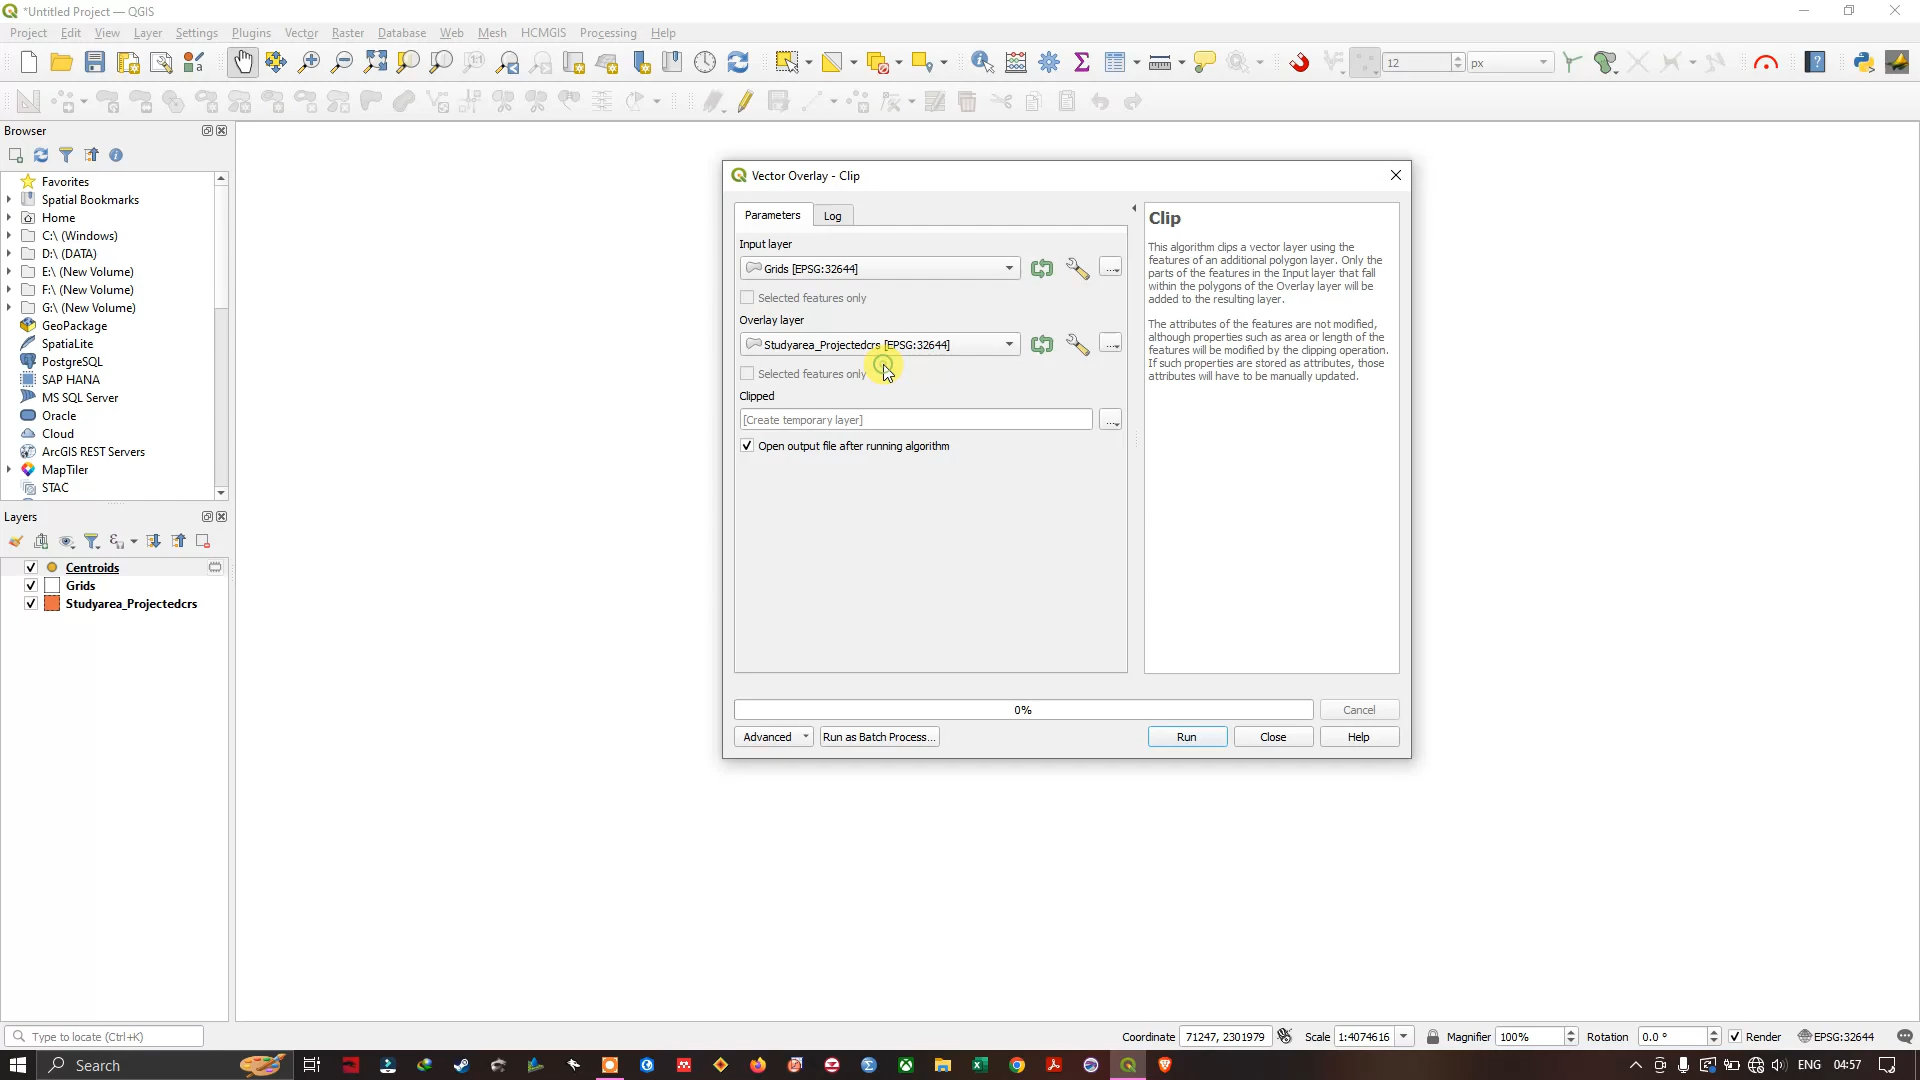 *Untitled Project — QGIS
Project Edit View Layer Settings Plugins Vector Raster Database Web Mesh HCMGIS Processing Help
12 px
Browser
Favorites
Spatial Bookmarks
Home
C:\ (Windows)
D:\ (DATA)
E:\ (New Volume)
F:\ (New Volume)
G:\ (New Volume)
GeoPackage
SpatiaLite
PostgreSQL
SAP HANA
MS SQL Server
Oracle
Cloud
ArcGIS REST Servers
MapTiler
STAC
Layers
Centroids
Grids
Studyarea_Projectedcrs
Vector Overlay - Clip
Parameters Log
Input layer
Grids [EPSG:32644]
Selected features only
Overlay layer
Studyarea_Projectedcrs [EPSG:32644]
Selected features only
Clipped
[Create temporary layer]
Open output file after running algorithm
Clip
This algorithm clips a vector layer using the
features of an additional polygon layer. Only the
parts of the features in the Input layer that fall
within the polygons of the Overlay layer will be
added to the resulting layer.
The attributes of the features are not modified,
although properties such as area or length of the
features will be modified by the clipping operation.
If such properties are stored as attributes, those
attributes will have to be manually updated.
0%
Cancel
Advanced Run as Batch Process... Run Close Help
Type to locate (Ctrl+K)
Coordinate 71247, 2301979 Scale 1:4074616 Magnifier 100% Rotation 0.0 ° Render EPSG:32644
Search
ENG 04:57